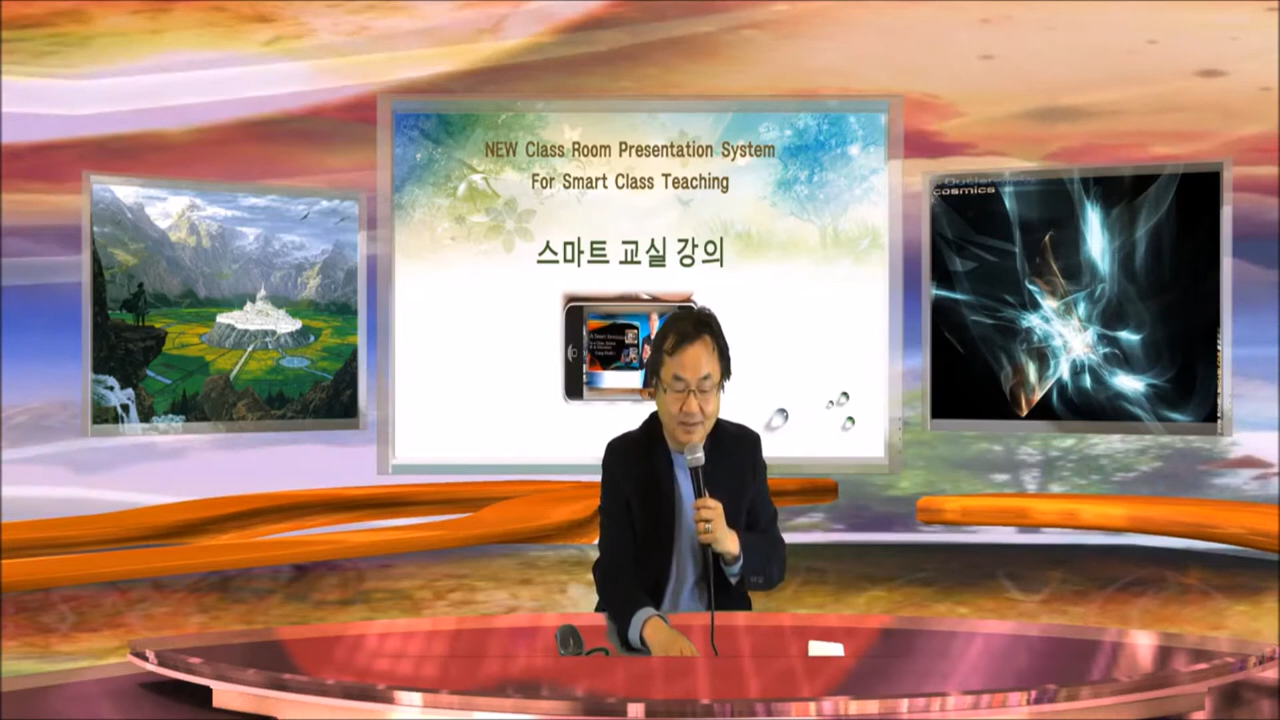 NEW Class Room Presentation System
For Smart Class Teaching
스마트 교실 강의
cosmics